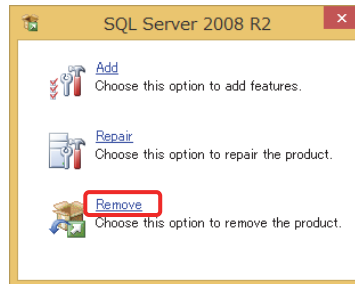 SQL Server 2008 R2
Add
Choose this option to add features.
Repair
Choose this option to repair the product.
Remove
Choose this option to remove the product.